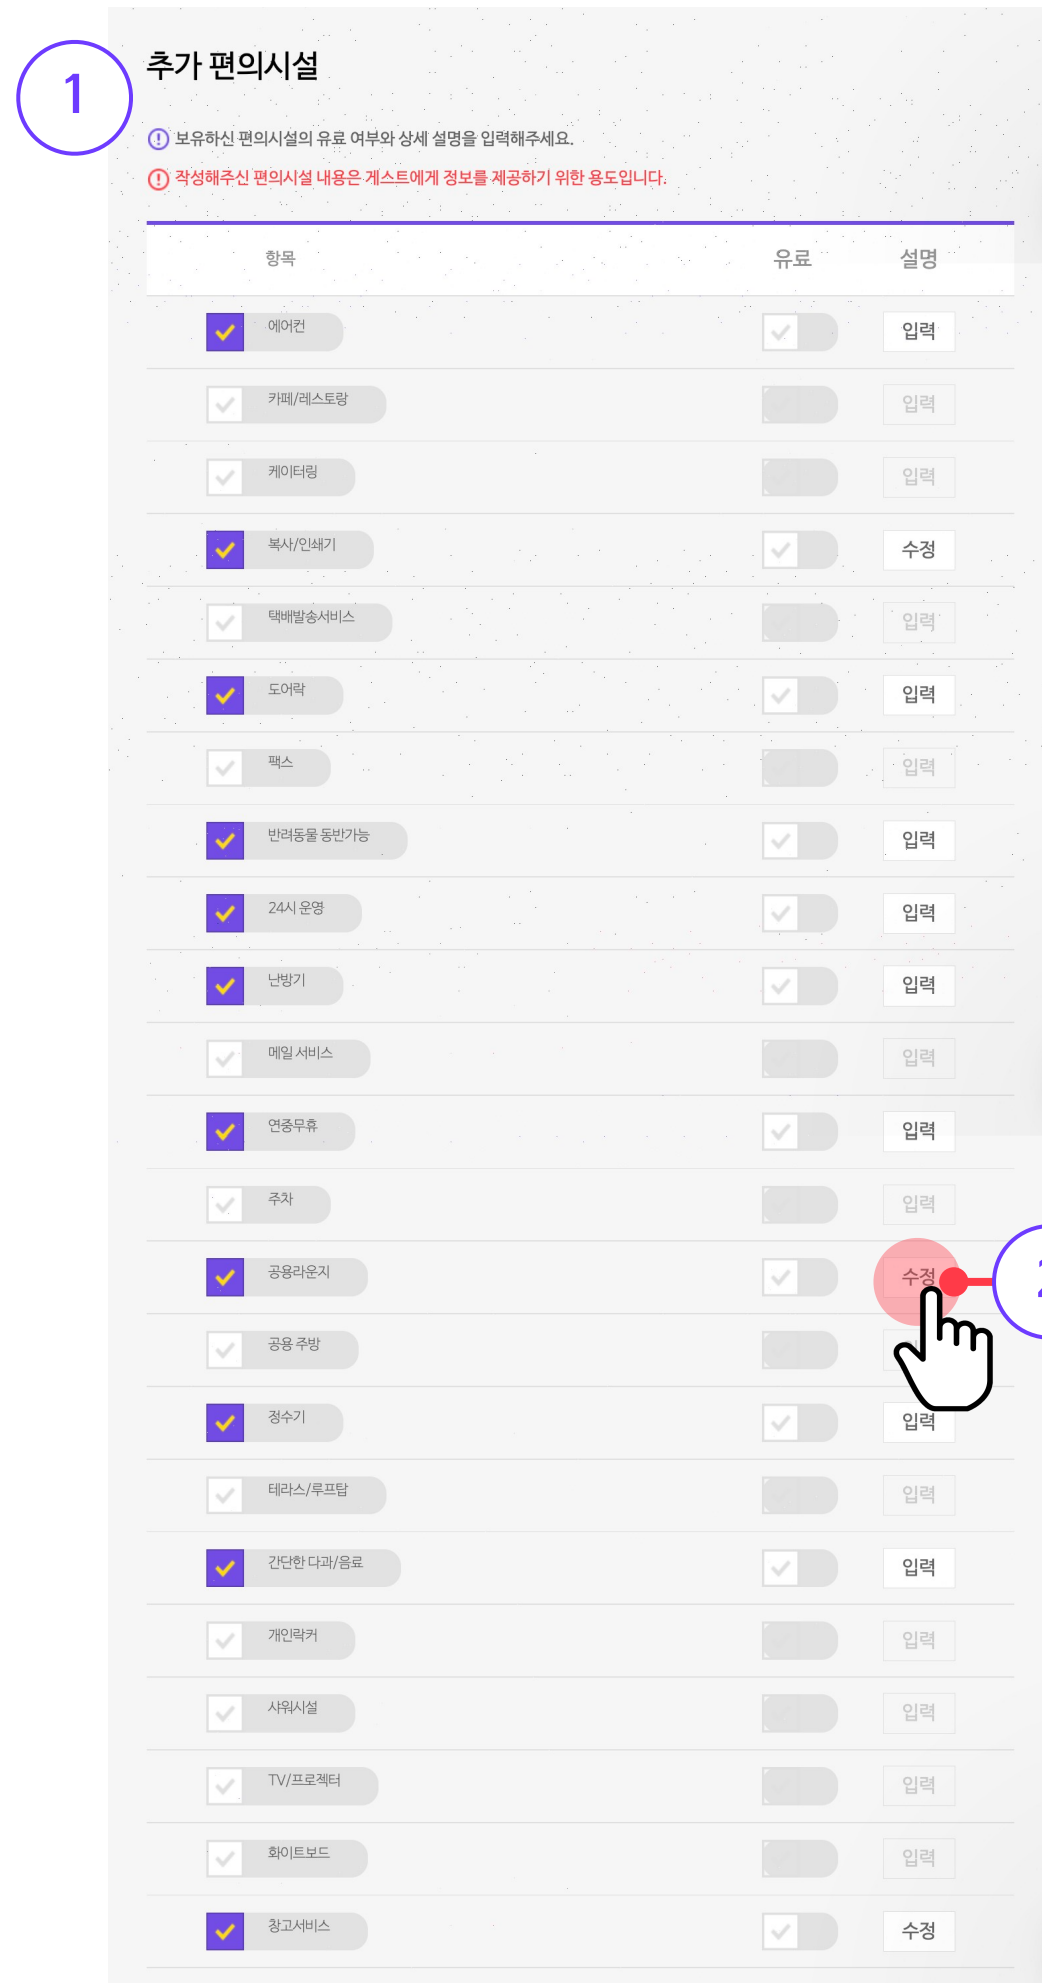 1
추가 편의시설
보유하신 편의시설의 유료 여부와 상세 설명을 입력해주세요.
작성해주신 편의시설 내용은 게스트에게 정보를 제공하기 위한 용도입니다.
항목 유료 설명
에어컨 입력
카페/레스토랑 입력
케이터링 입력
복사/인쇄기 수정
택배발송서비스 입력
도어락 입력
팩스 입력
반려동물 동반가능 입력
24시 운영 입력
난방기 입력
메일 서비스 입력
연중무휴 입력
주차 입력
공용라운지 수정
공용 주방
정수기 입력
테라스/루프탑 입력
간단한 다과/음료 입력
개인락커 입력
샤워시설 입력
TV/프로젝터 입력
화이트보드 입력
창고서비스 수정